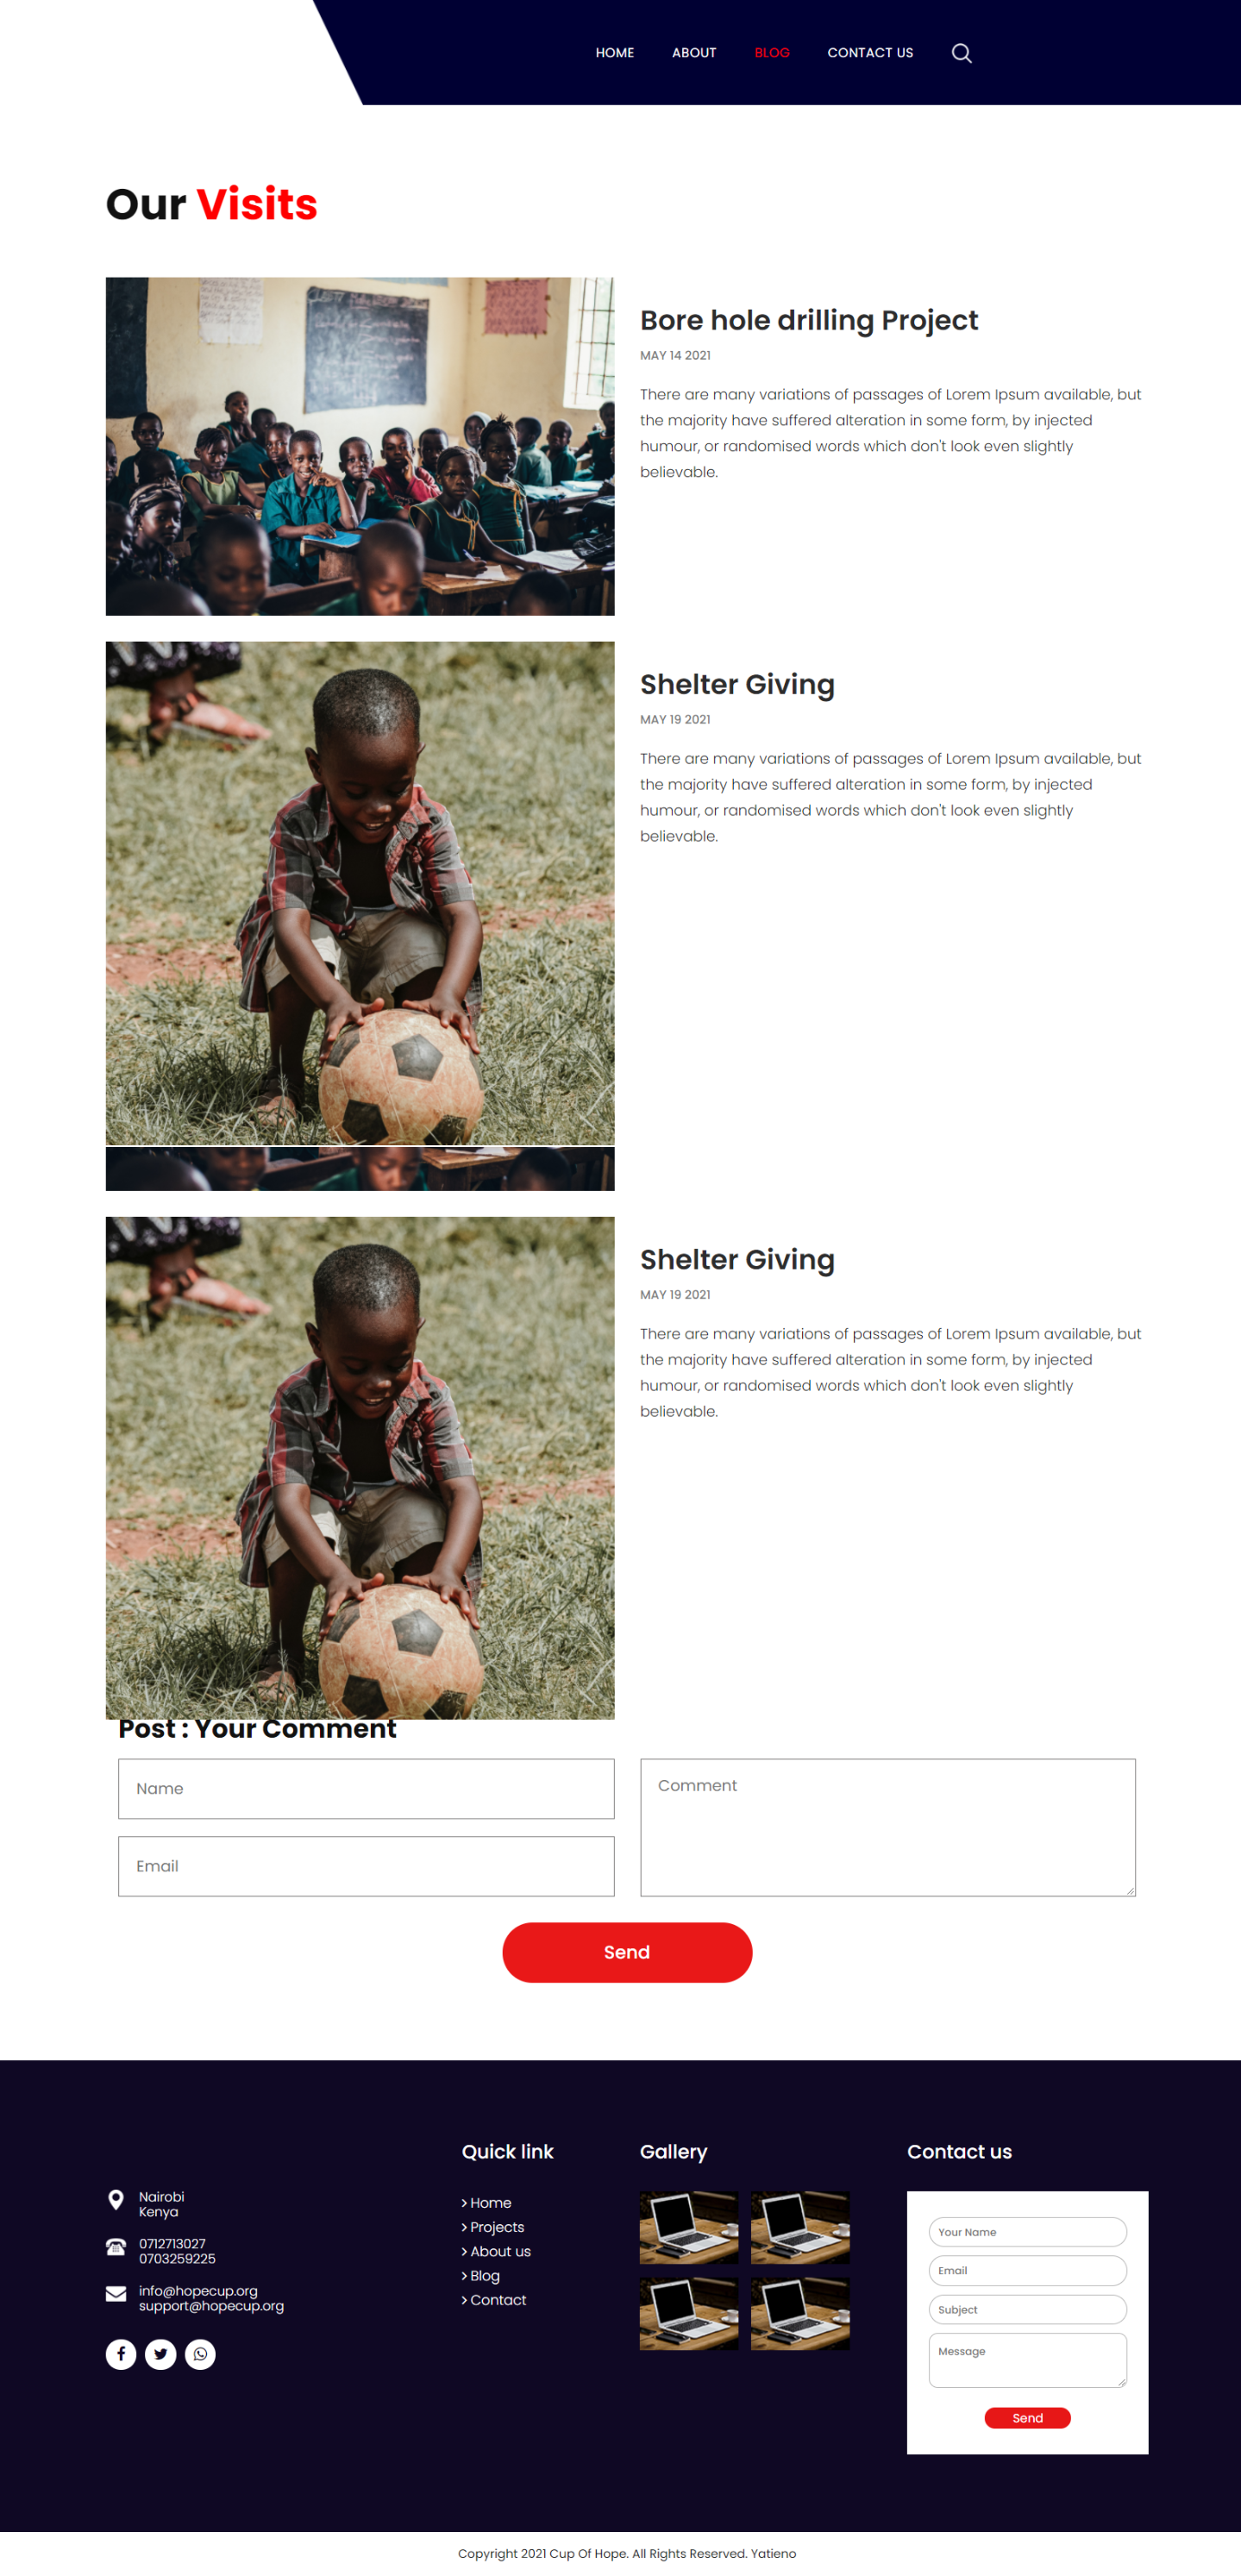 HOME ABOUT BLOG CONTACT US
Our Visits
Bore hole drilling Project
MAY 14 2021
There are many variations of passages of Lorem Ipsum available, but
the majority have suffered alteration in some form, by injected
humour, or randomised words which don't look even slightly
believable.
Shelter Giving
MAY 19 2021
There are many variations of passages of Lorem Ipsum available, but
the majority have suffered alteration in some form, by injected
humour, or randomised words which don't look even slightly
believable.
Shelter Giving
MAY 19 2021
There are many variations of passages of Lorem Ipsum available, but
the majority have suffered alteration in some form, by injected
humour, or randomised words which don't look even slightly
believable.
Post : Your Comment
Name
Email
Comment
Send
Nairobi
Kenya
0712713027
0703259225
info@hopecup.org
support@hopecup.org
Quick link
Home
Projects
About us
Blog
Contact
Gallery
Contact us
Your Name
Email
Subject
Message
Send
Copyright 2021 Cup Of Hope. All Rights Reserved. Yatieno